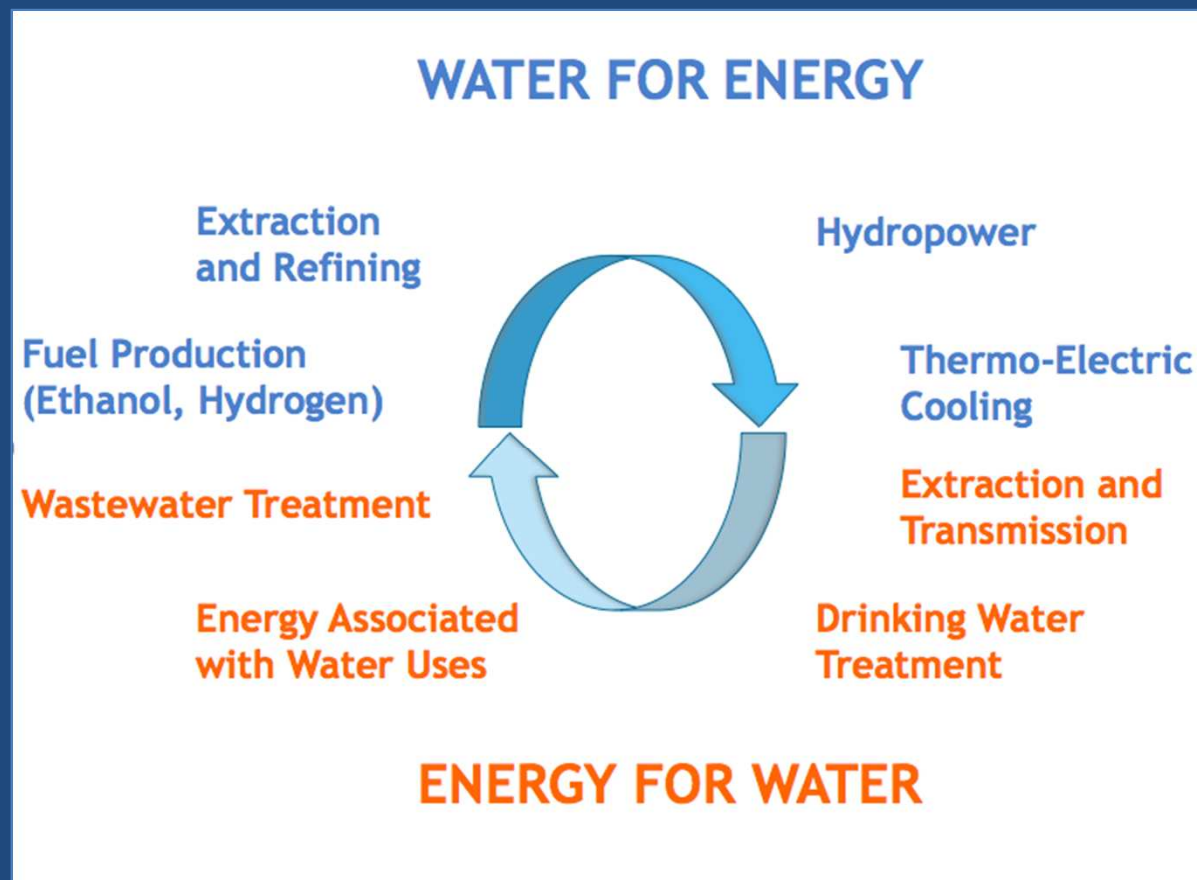 WATER FOR ENERGY
Extraction
and Refining
Hydropower
Fuel Production
(Ethanol, Hydrogen)
Thermo-Electric
Cooling
Wastewater Treatment
Extraction and
Transmission
Energy Associated
with Water Uses
Drinking Water
Treatment
ENERGY FOR WATER